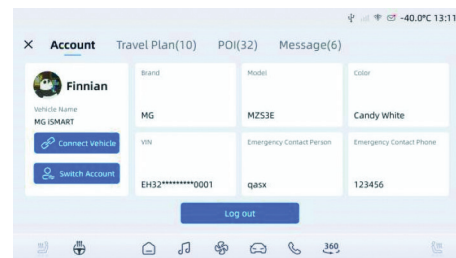 -40.0℃ 13:11
× Account Travel Plan(10) POI(32) Message(6)
Finnian
Vehicle Name
MG iSMART
Connect Vehicle
Switch Account
Brand
MG
Model
MZS3E
Color
Candy White
VIN
EH32*********0001
Emergency Contact Person
qasx
Emergency Contact Phone
123456
Log out
360